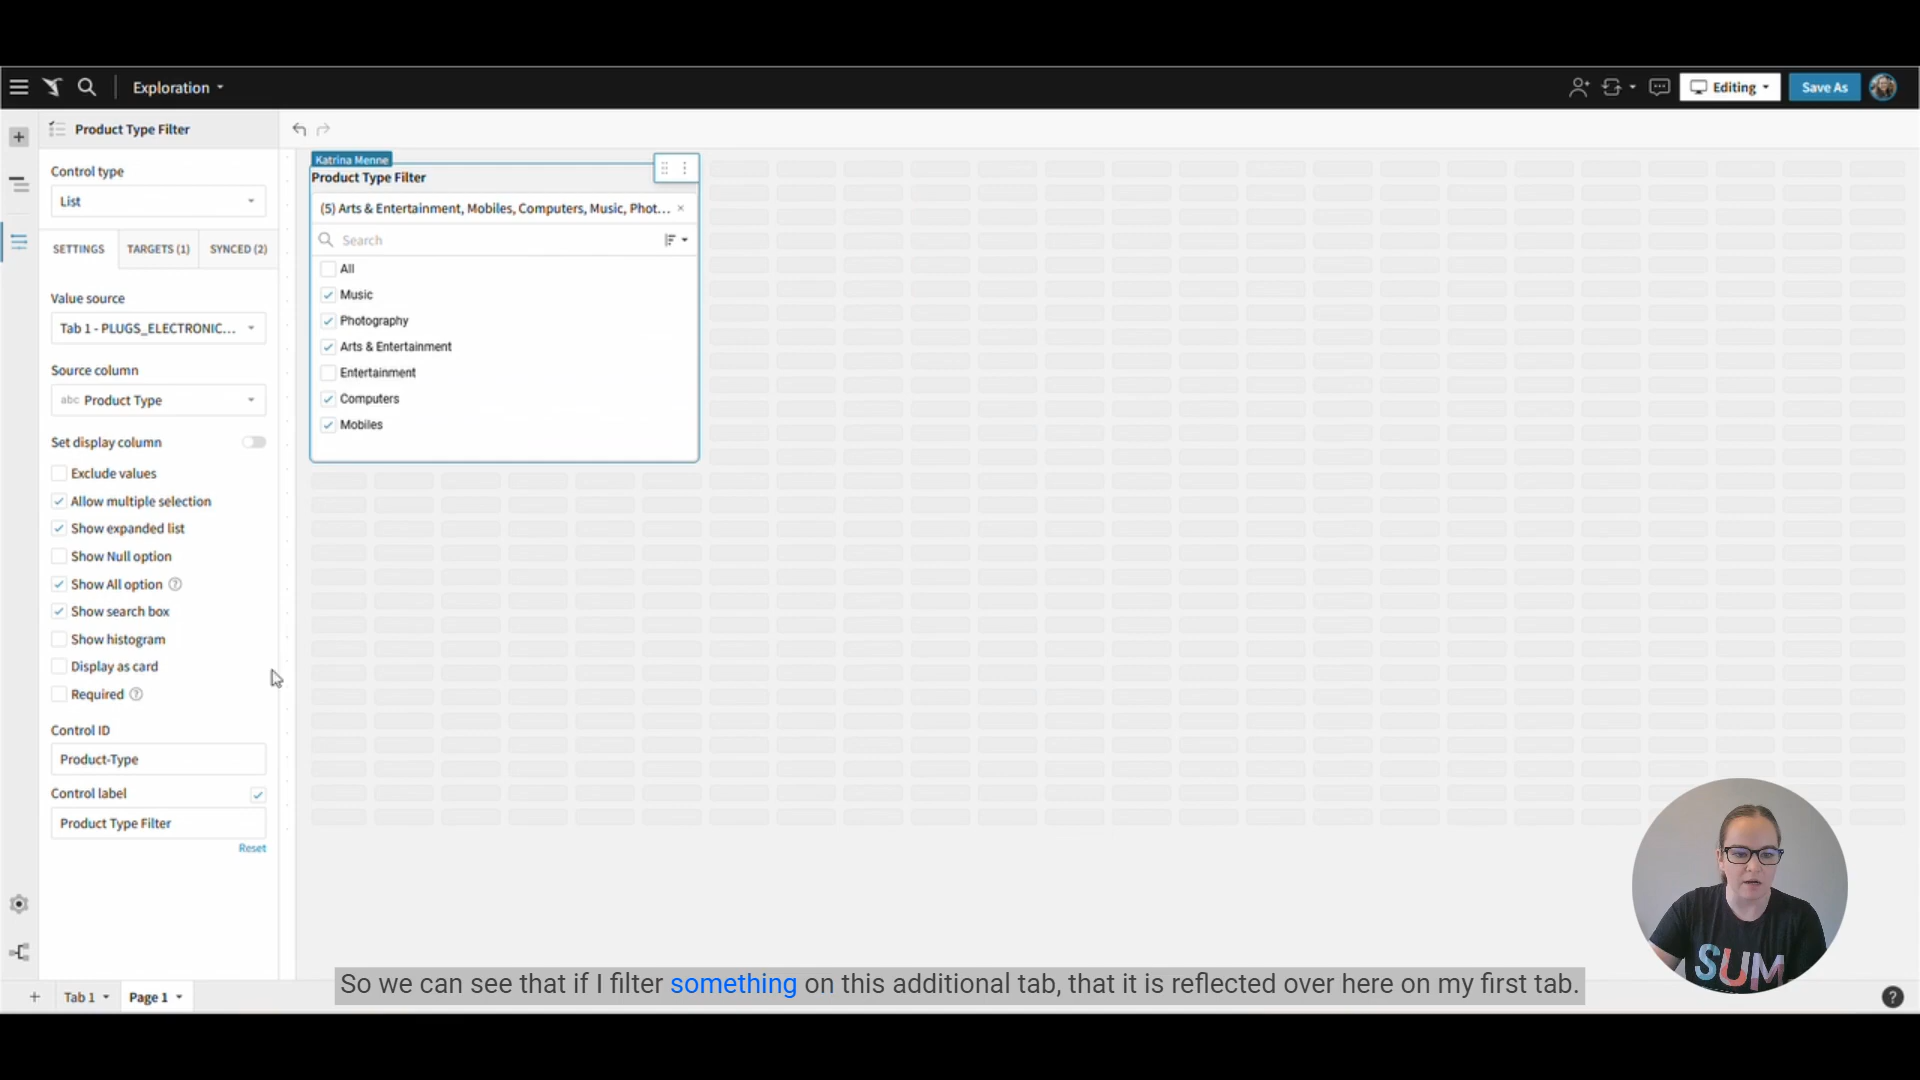 Exploration
Editing
Save As
Product Type Filter
Control type
List
SETTINGS
TARGETS (1)
SYNCED (2)
Value source
Tab 1 - PLUGS_ELECTRONIC...
Source column
abc Product Type
Set display column
Exclude values
Allow multiple selection
Show expanded list
Show Null option
Show All option ?
Show search box
Show histogram
Display as card
Required ?
Control ID
Product-Type
Control label
Product Type Filter
Reset
Katrina Menne
Product Type Filter
(5) Arts & Entertainment, Mobiles, Computers, Music, Phot... ×
Search
All
Music
Photography
Arts & Entertainment
Entertainment
Computers
Mobiles
SUM
So we can see that if I filter something on this additional tab, that it is reflected over here on my first tab.
+ Tab 1
Page 1
?